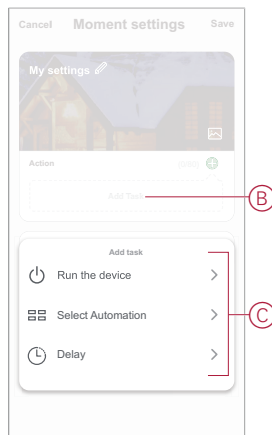 Cancel Moment settings Save
My settings
Action
Add Task
B
Add task
Run the device
Select Automation
C
Delay